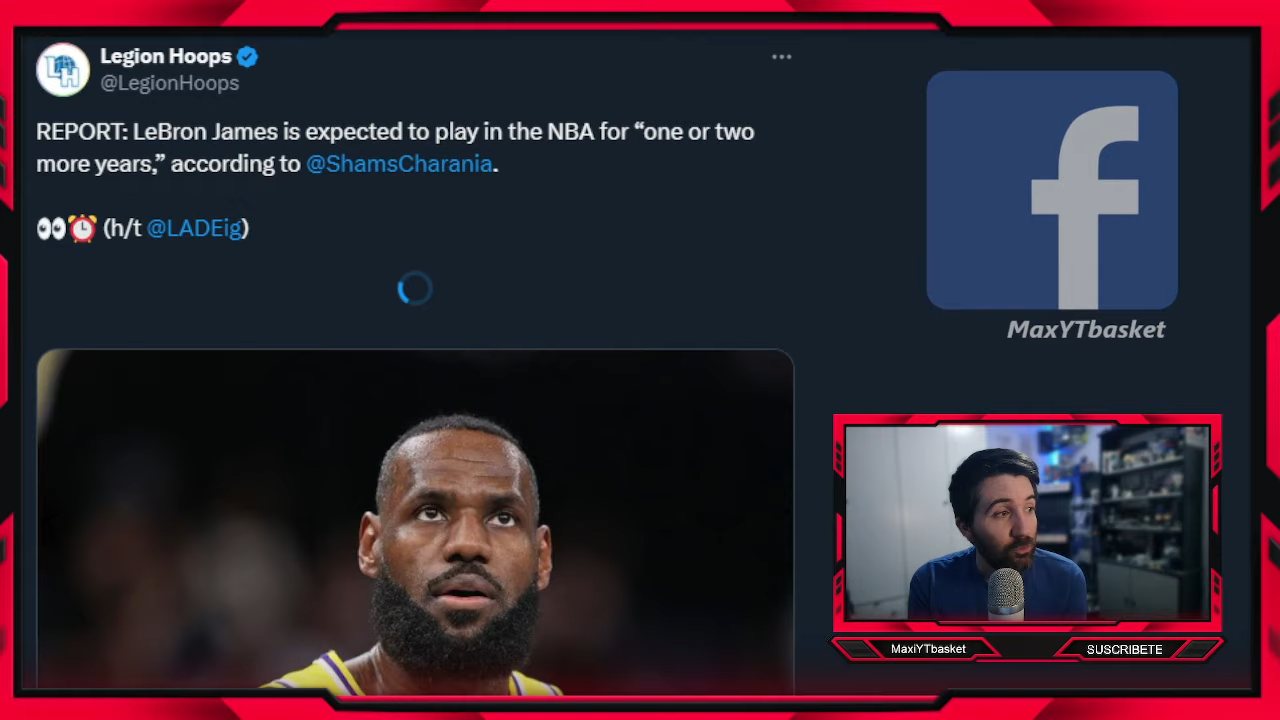 Legion Hoops
@LegionHoops
REPORT: LeBron James is expected to play in the NBA for “one or two
more years,” according to @ShamsCharania.
👀⏰ (h/t @LADEig)
MaxYTbasket
MaxiYTbasket
SUSCRIBETE